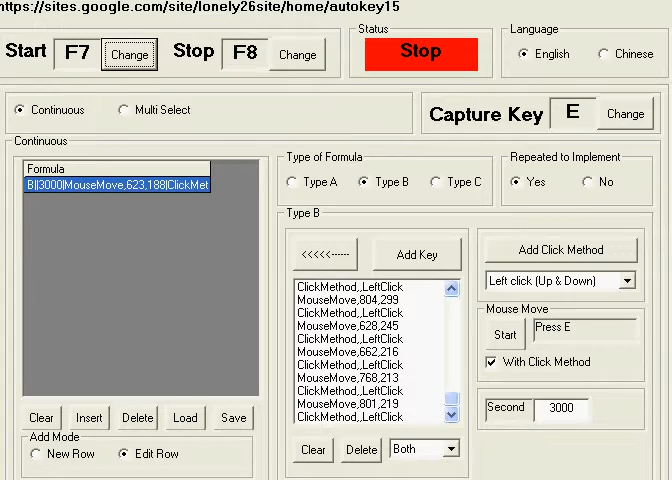 https://sites.google.com/site/lonely26site/home/autokey15
Start F7 Change Stop F8 Change
Status
Stop
Language
English Chinese
Continuous Multi Select
Capture Key E Change
Continuous
Formula
B||3000|MouseMove,623,188|ClickMet
Type of Formula
Type A Type B Type C
Repeated to Implement
Yes No
Type B
<<<<<------ Add Key
ClickMethod,,LeftClick
MouseMove,804,299
ClickMethod,,LeftClick
MouseMove,628,245
ClickMethod,,LeftClick
MouseMove,662,216
ClickMethod,,LeftClick
MouseMove,768,213
ClickMethod,,LeftClick
MouseMove,801,219
ClickMethod,,LeftClick
Clear Delete Both
Add Click Method
Left click (Up & Down)
Mouse Move
Start Press E
With Click Method
Second 3000
Clear Insert Delete Load Save
Add Mode
New Row Edit Row